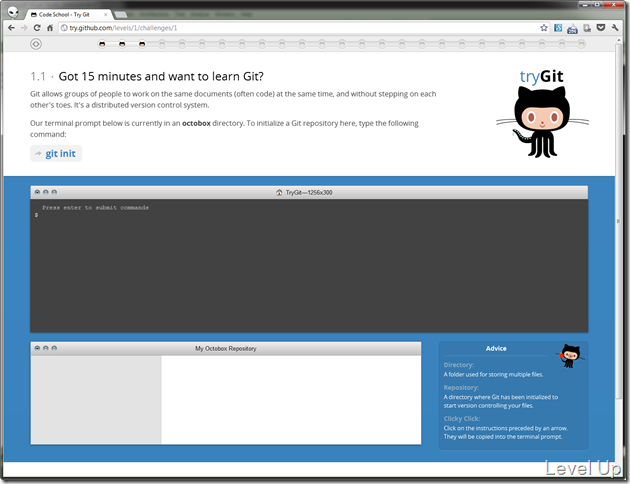 Code School - Try Git
try.github.com/levels/1/challenges/1
1.1 · Got 15 minutes and want to learn Git?
Git allows groups of people to work on the same documents (often code) at the same time, and without stepping on each
other's toes. It's a distributed version control system.
Our terminal prompt below is currently in an octobox directory. To initialize a Git repository here, type the following
command:
git init
tryGit
TryGit—1256x300
Press enter to submit commands
$
My Octobox Repository
Advice
Directory:
A folder used for storing multiple files.
Repository:
A directory where Git has been initialized to
start version controlling your files.
Clicky Click:
Click on the instructions preceded by an arrow.
They will be copied into the terminal prompt.
Level Up